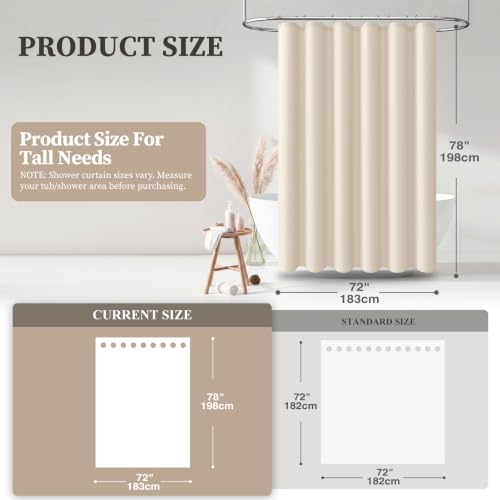 PRODUCT SIZE
Product Size For
Tall Needs
NOTE: Shower curtain sizes vary. Measure
your tub/shower area before purchasing.
78"
198cm
72"
183cm
CURRENT SIZE
78"
198cm
72"
183cm
STANDARD SIZE
72"
182cm
72"
182cm